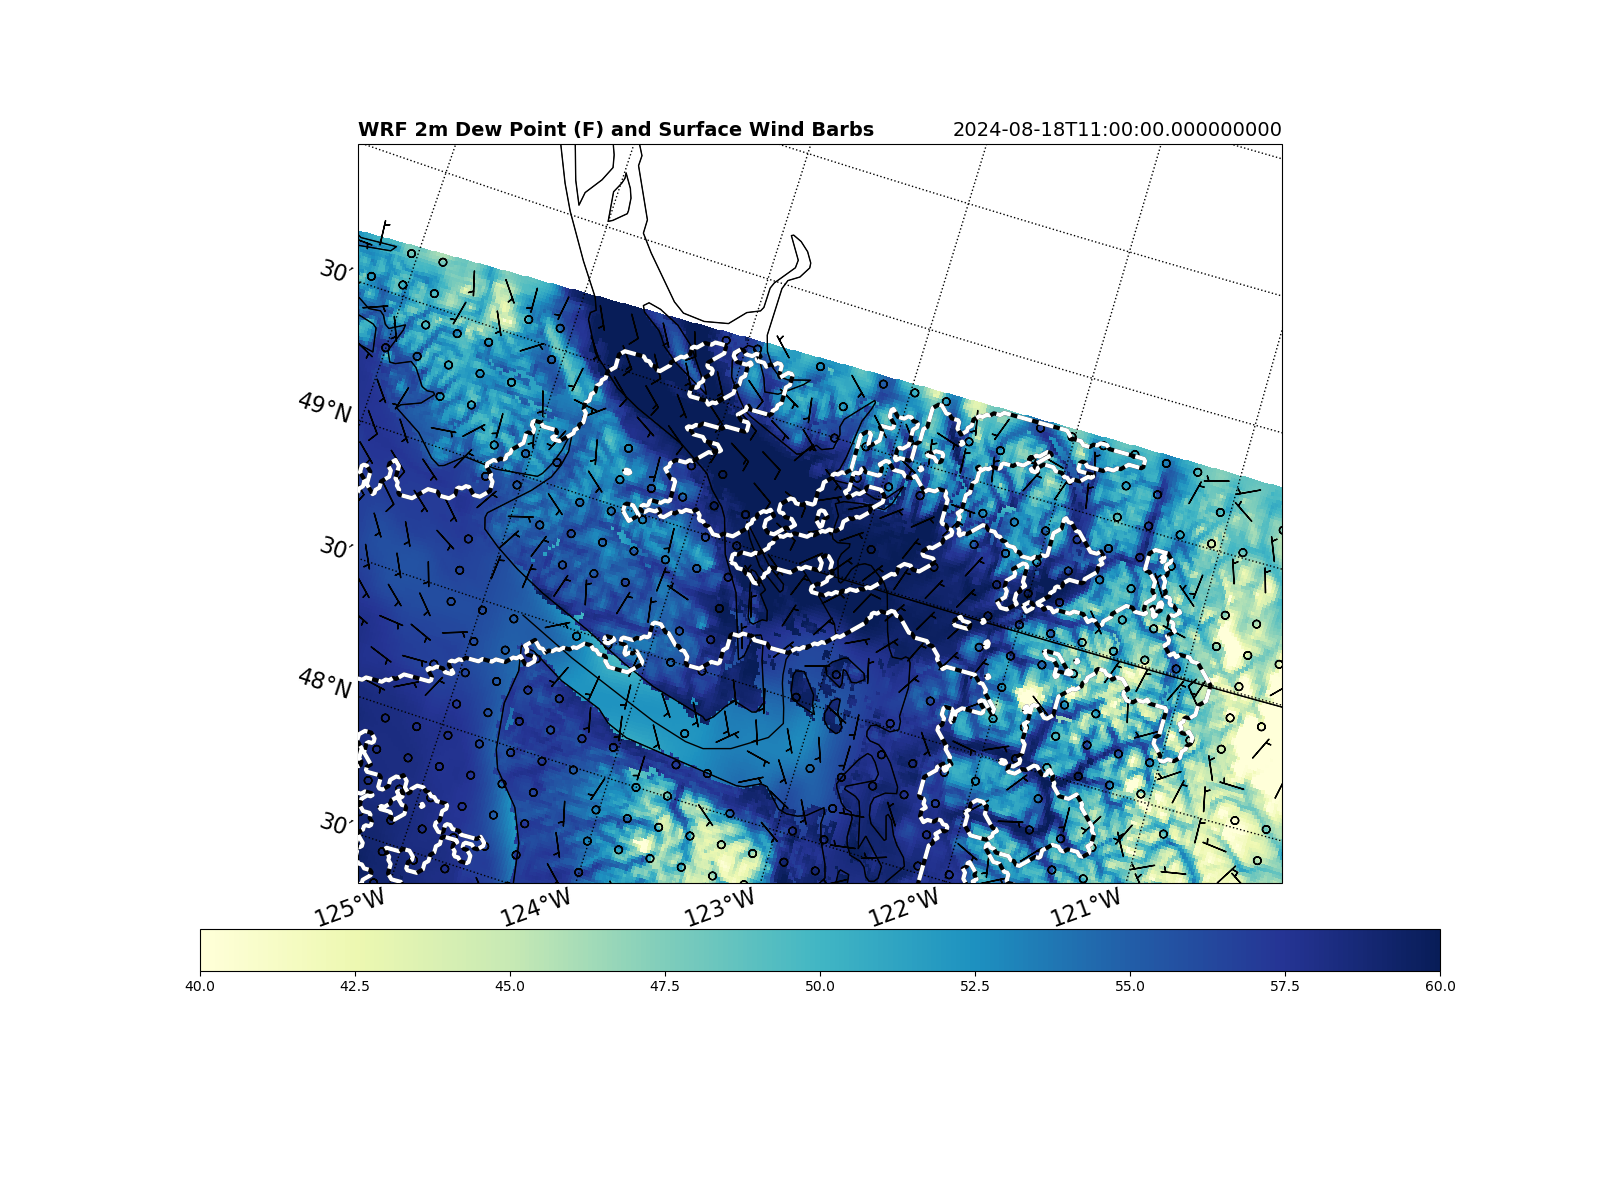 WRF 2m Dew Point (F) and Surface Wind Barbs 2024-08-18T11:00:00.000000000
30′
49°N
30′
48°N
30′
125°W 124°W 123°W 122°W 121°W
40.0 42.5 45.0 47.5 50.0 52.5 55.0 57.5 60.0